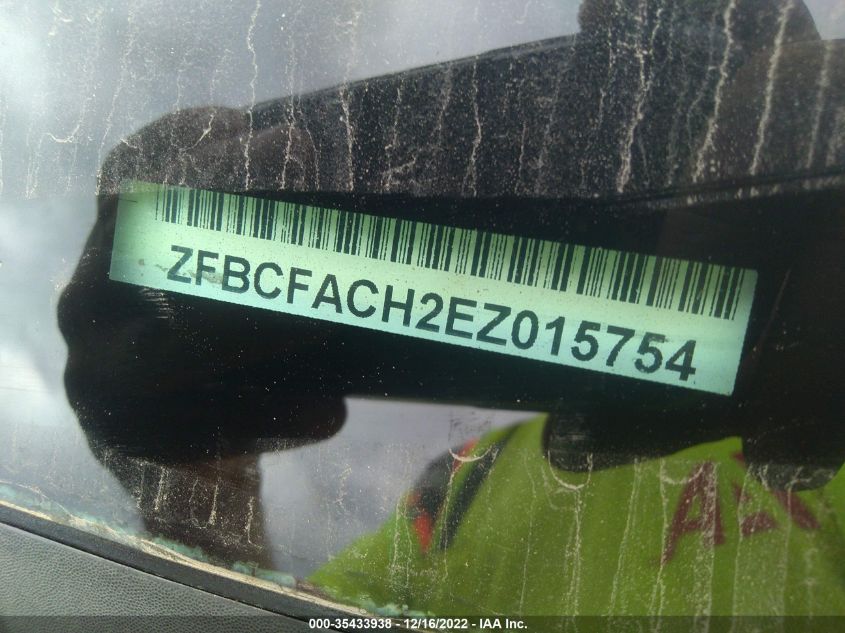 ZFBCFACH2EZ015754
000-35433938 - 12/16/2022 - IAA Inc.